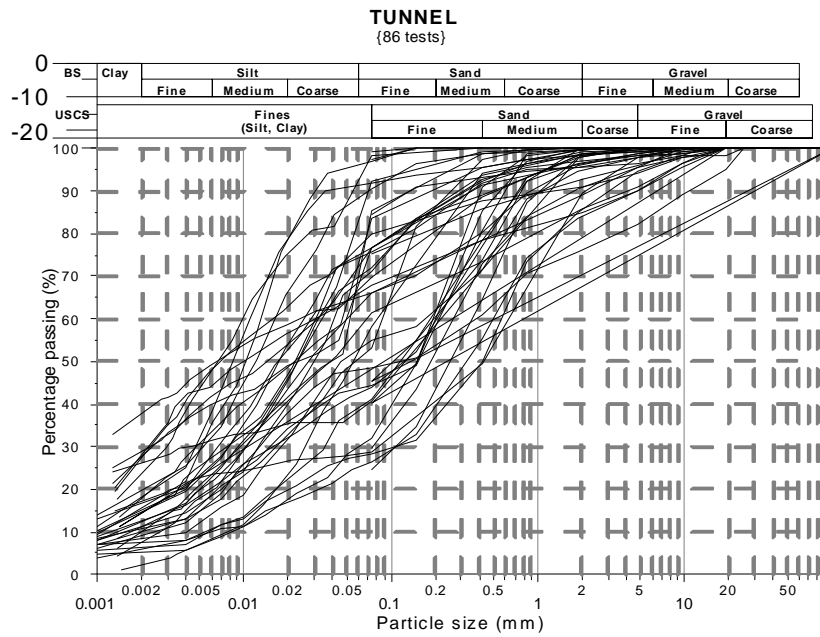 TUNNEL
{86 tests}
0
BS Clay Silt Sand Gravel
Fine Medium Coarse Fine Medium Coarse Fine Medium Coarse
-10
USCS Fines (Silt, Clay) Sand Gravel
Fine Medium Coarse Fine Coarse
-20
100
90
80
70
60
50
40
30
20
10
0
Percentage passing (%)
0.001 0.002 0.005 0.01 0.02 0.05 0.1 0.2 0.5 1 2 5 10 20 50
Particle size (mm)